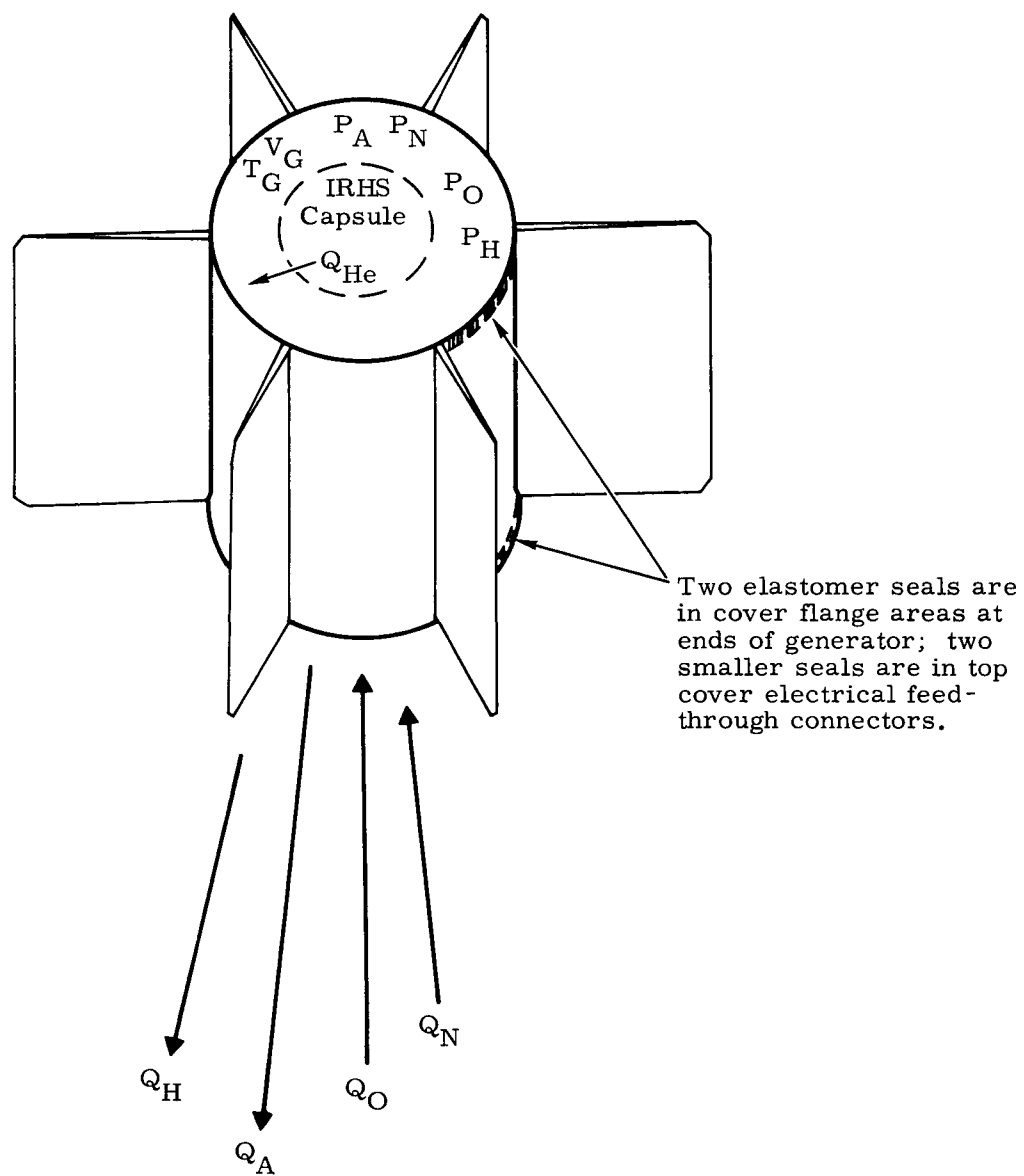 P_A P_N
V_G
T_G
IRHS
Capsule
P_O
P_H
Q_He
Two elastomer seals are
in cover flange areas at
ends of generator; two
smaller seals are in top
cover electrical feed-
through connectors.
Q_N
Q_H
Q_O
Q_A